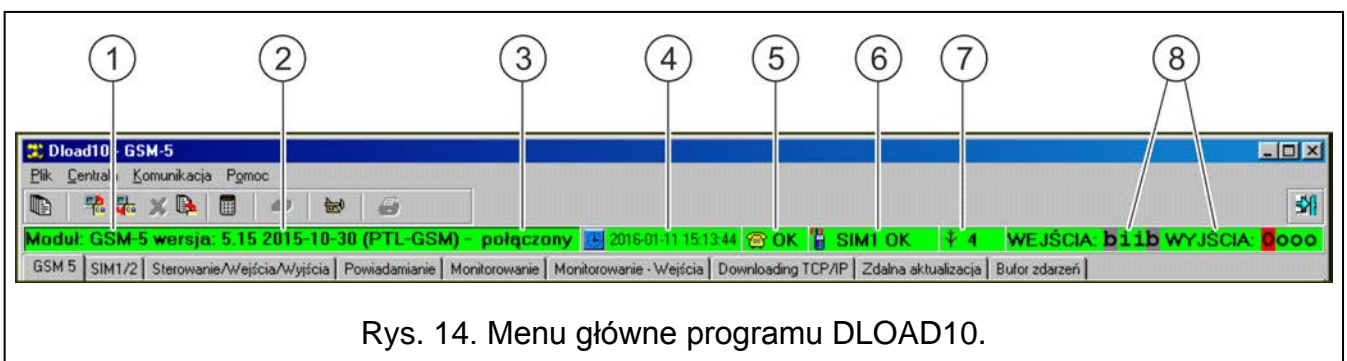 1 2 3 4 5 6 7 8
Dload10 - GSM-5
Plik Centrala Komunikacja Pomoc
Moduł: GSM-5 wersja: 5.15 2015-10-30 (PTL-GSM) - połączony 2016-01-11 15:13:44 OK SIM1 OK 4 WEJŚCIA: biib WYJŚCIA: 0ooo
GSM 5 SIM1/2 Sterowanie/Wejścia/Wyjścia Powiadamianie Monitorowanie Monitorowanie - Wejścia Downloading TCP/IP Zdalna aktualizacja Bufor zdarzeń
Rys. 14. Menu główne programu DLOAD10.